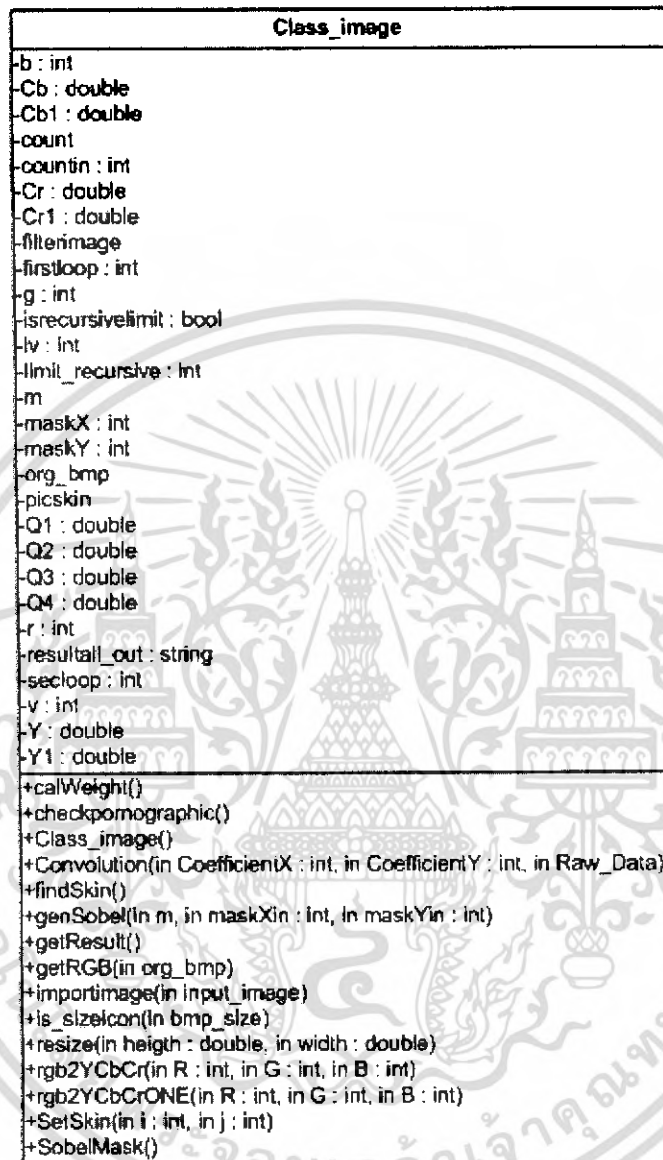 Class_image
-b : int
-Cb : double
-Cb1 : double
-count
-countin : int
-Cr : double
-Cr1 : double
-filterimage
-firstloop : int
-g : int
-isrecursivelimit : bool
-lv : int
-limit_recursive : int
-m
-maskX : int
-maskY : int
-org_bmp
-picskin
-Q1 : double
-Q2 : double
-Q3 : double
-Q4 : double
-r : int
-resultall_out : string
-secloop : int
-v : int
-Y : double
-Y1 : double
+calWeight()
+checkpornographic()
+Class_image()
+Convolution(in CoefficientX : int, in CoefficientY : int, in Raw_Data)
+findSkin()
+genSobel(in m, in maskXin : int, in maskYin : int)
+getResult()
+getRGB(in org_bmp)
+importimage(in input_image)
+is_sizeIcon(in bmp_size)
+resize(in heigth : double, in width : double)
+rgb2YCbCr(in R : int, in G : int, in B : int)
+rgb2YCbCrONE(in R : int, in G : int, in B : int)
+SetSkin(in i : int, in j : int)
+SobelMask()